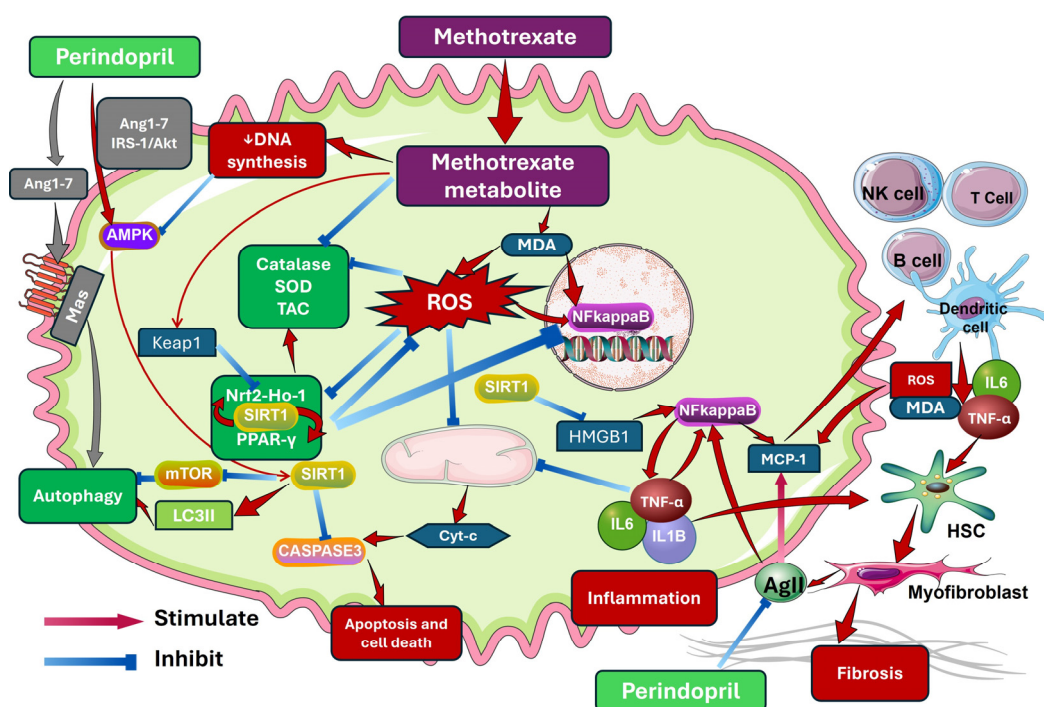 Methotrexate
Perindopril
Ang1-7
IRS-1/Akt
↓DNA
synthesis
Methotrexate
metabolite
NK cell
T Cell
Ang1-7
AMPK
MDA
B cell
Catalase
SOD
TAC
ROS
NFkappaB
Dendritic
cell
Mas
Keap1
ROS
MDA
IL6
TNF-α
Nrf2-Ho-1
SIRT1
PPAR-γ
SIRT1
HMGB1
NFkappaB
MCP-1
Autophagy
mTOR
SIRT1
LC3II
TNF-α
IL6
IL1B
HSC
CASPASE3
Cyt-c
AgII
Myofibroblast
Inflammation
Stimulate
Inhibit
Apoptosis and
cell death
Fibrosis
Perindopril